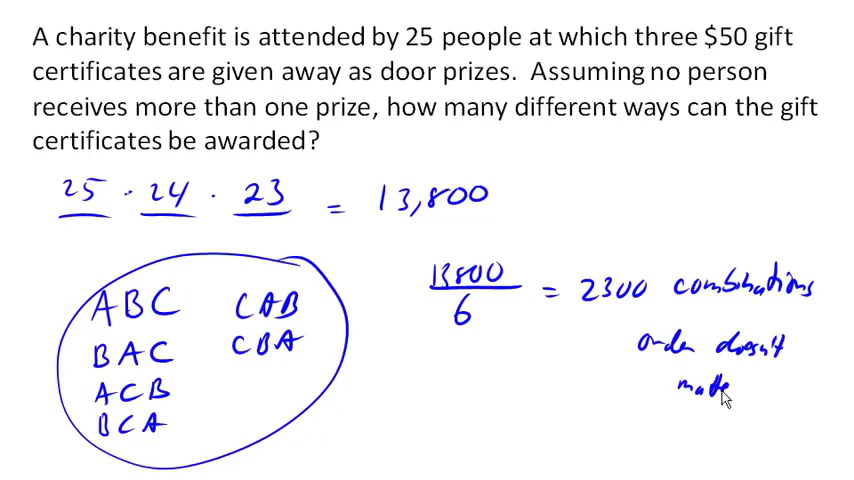 A charity benefit is attended by 25 people at which three $50 gift
certificates are given away as door prizes.  Assuming no person
receives more than one prize, how many different ways can the gift
certificates be awarded?
25 · 24 · 23 = 13,800
ABC CAB
BAC CBA
ACB
BCA
13800
6
= 2300 combinations
order doesn't
matte